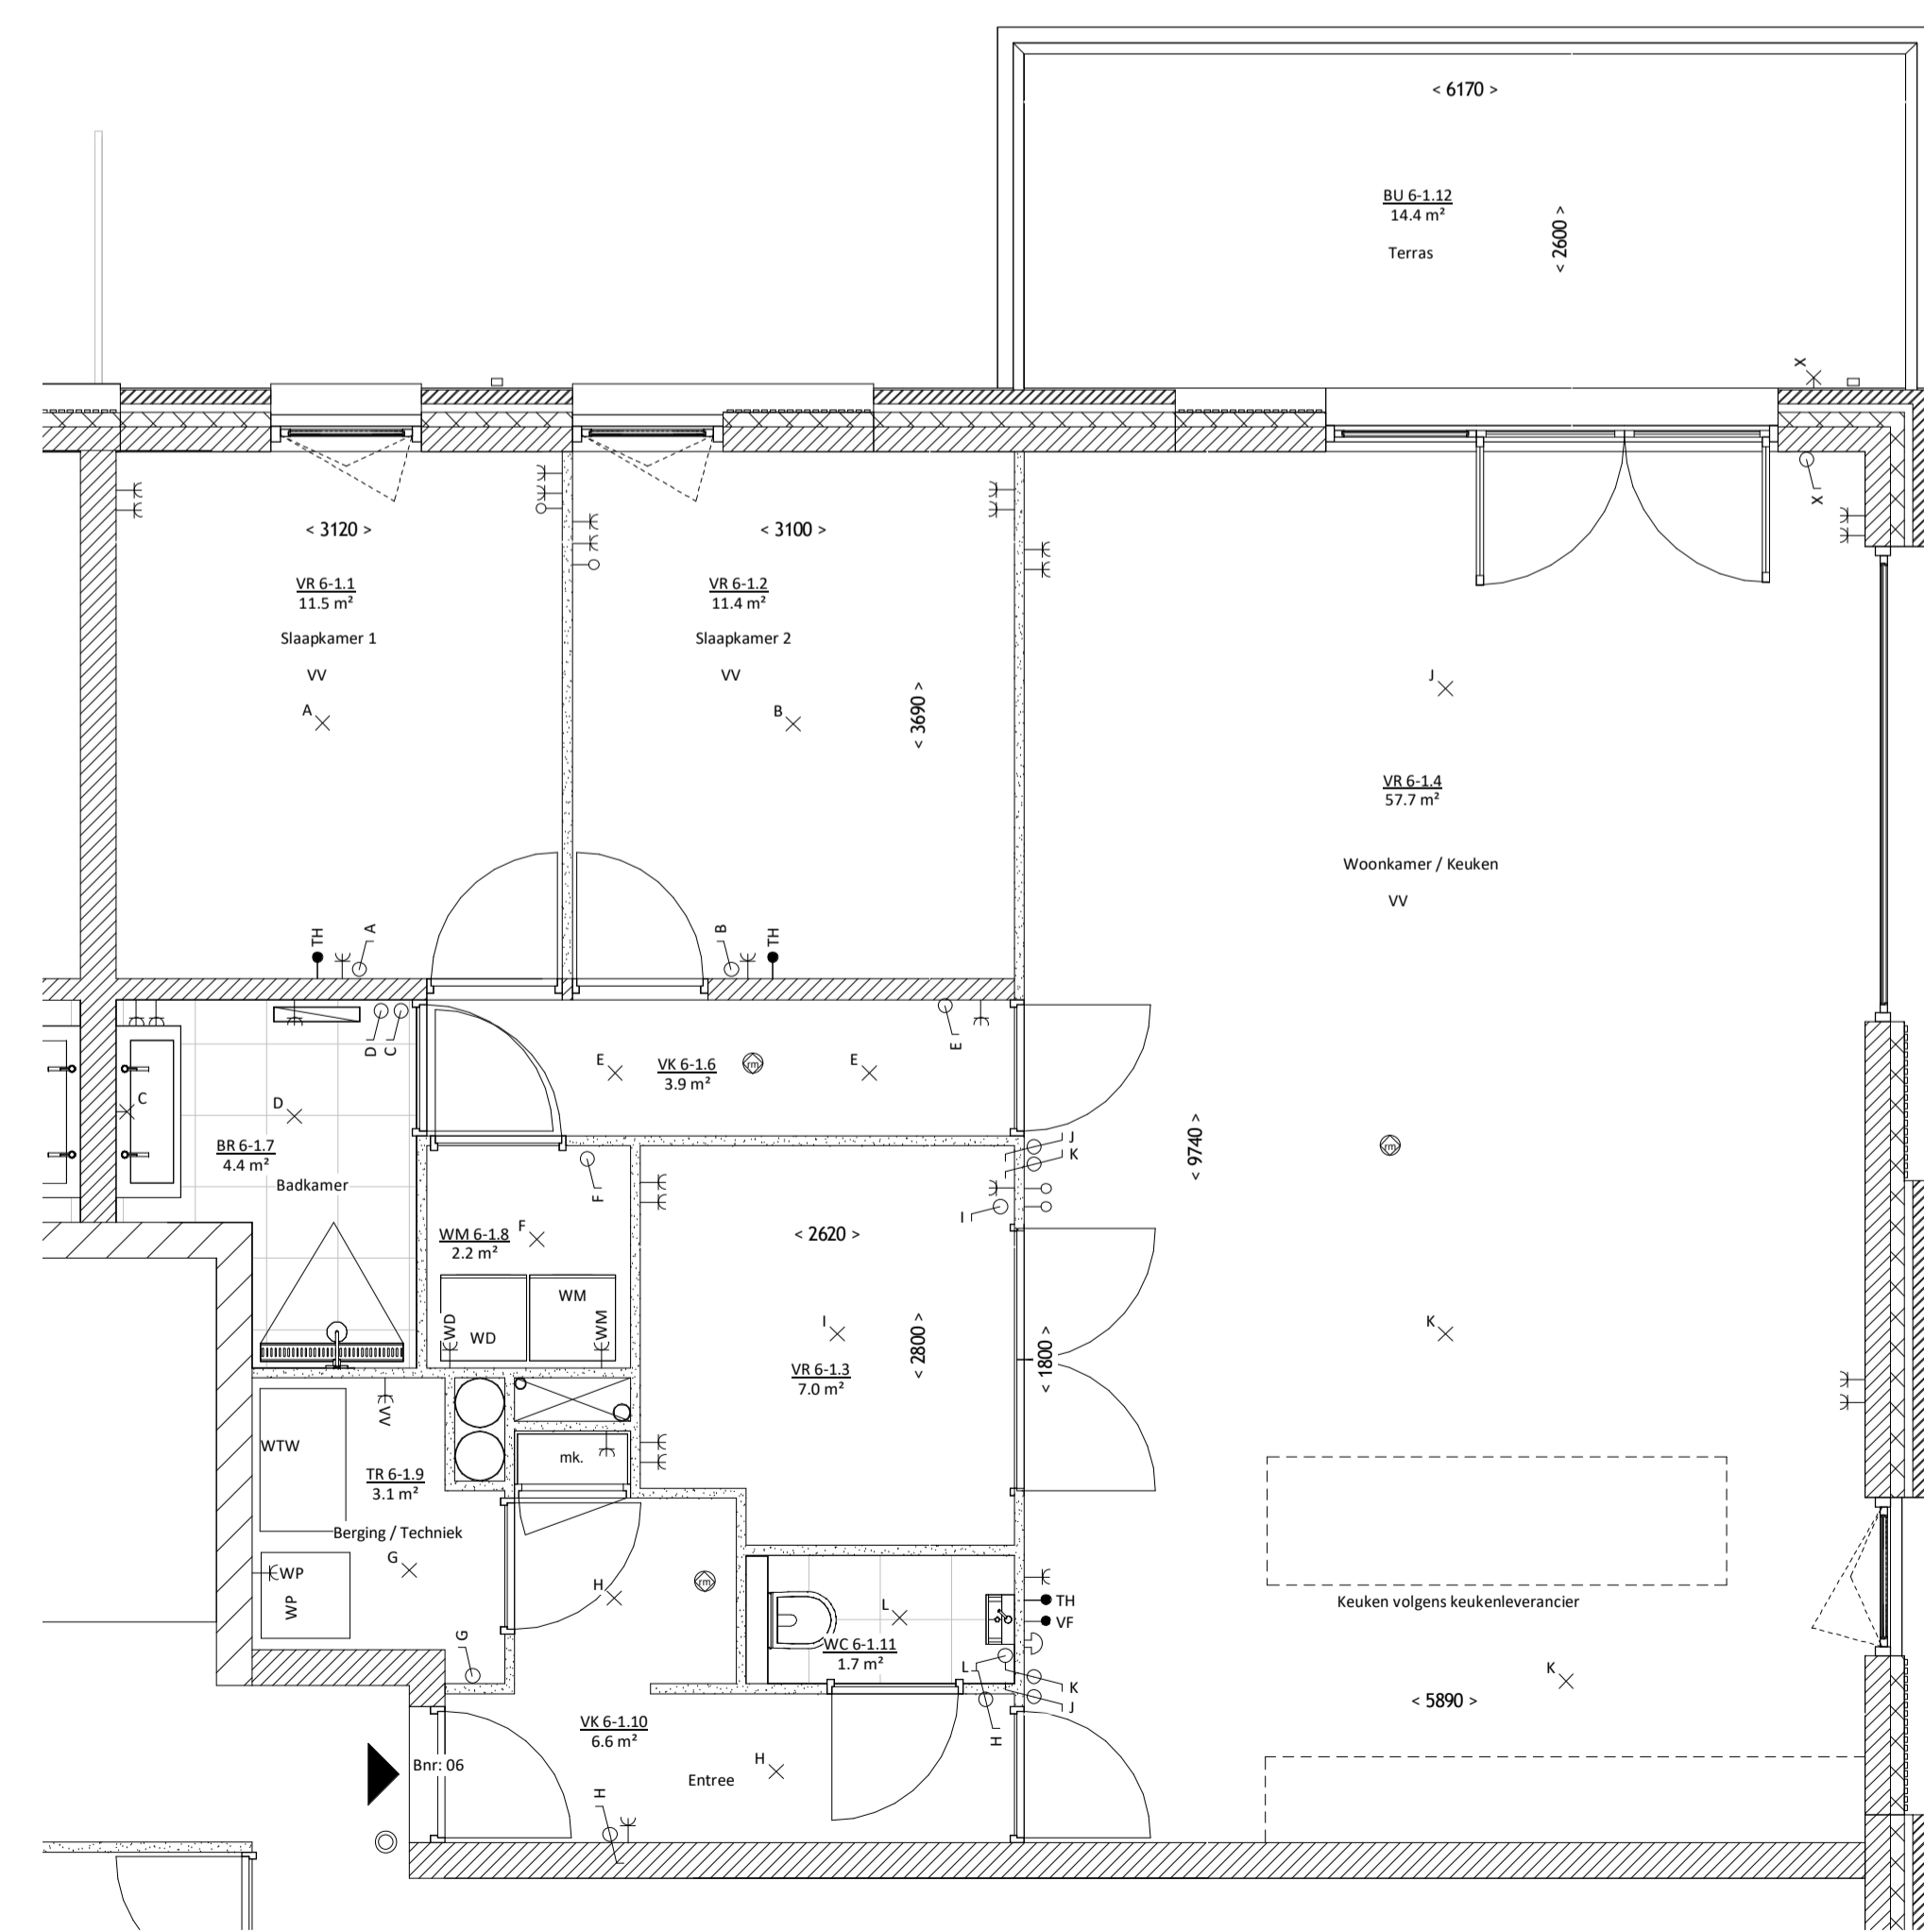 < 6170 >
BU 6-1.12
14.4 m²
< 2600 >
Terras
X
X
< 3120 >
< 3100 >
VR 6-1.1
11.5 m²
VR 6-1.2
11.4 m²
Slaapkamer 1
Slaapkamer 2
VV
VV
A
B
< 3690 >
J
VR 6-1.4
57.7 m²
Woonkamer / Keuken
VV
TH
A
B
TH
D
C
E
E
VK 6-1.6
3.9 m²
rm
E
C
D
BR 6-1.7
4.4 m²
Badkamer
J
K
< 9740 >
rm
F
I
WM 6-1.8
2.2 m²
F
< 2620 >
WM
WD
WD
WM
I
< 2800 >
< 1800 >
K
VR 6-1.3
7.0 m²
VV
WTW
mk.
TR 6-1.9
3.1 m²
Berging / Techniek
G
WP
WP
H
rm
L
TH
VF
Keuken volgens keukenleverancier
G
WC 6-1.11
1.7 m²
L
K
J
K
< 5890 >
H
VK 6-1.10
6.6 m²
Bnr: 06
H
Entree
H